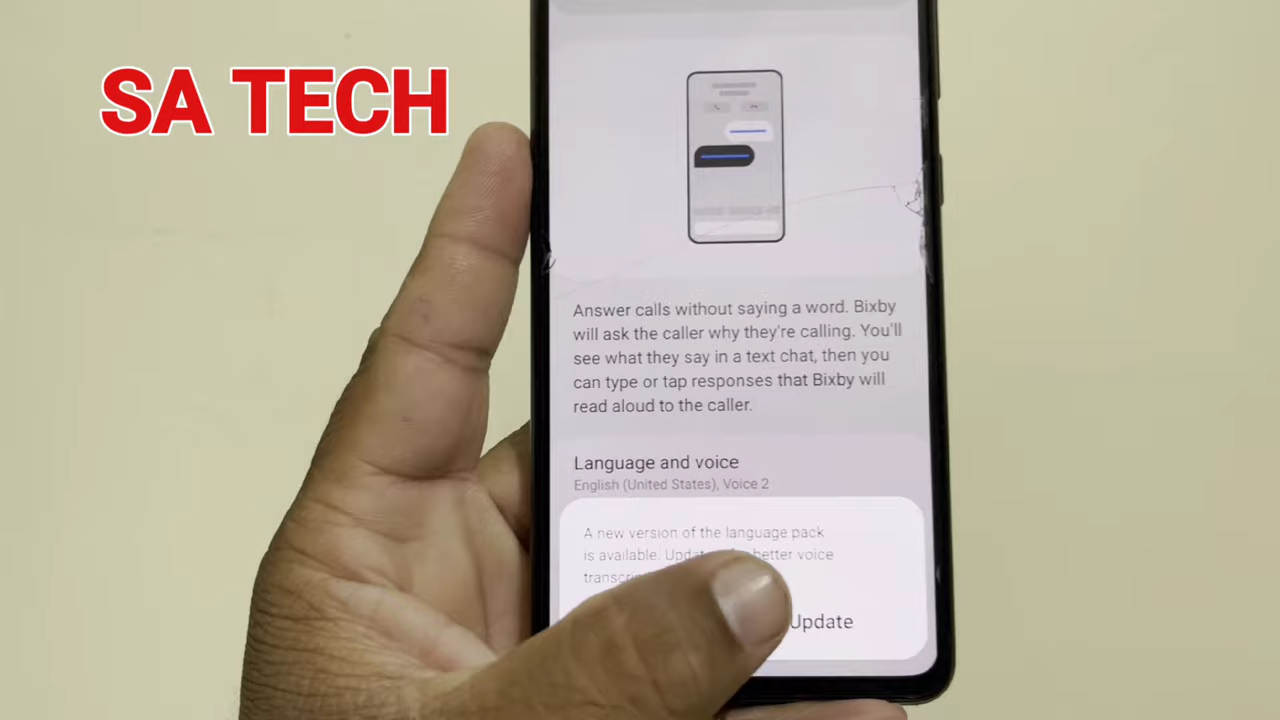 SA TECH
Answer calls without saying a word. Bixby
will ask the caller why they're calling. You'll
see what they say in a text chat, then you
can type or tap responses that Bixby will
read aloud to the caller.
Language and voice
English (United States), Voice 2
A new version of the language pack
is available. better voice
Update